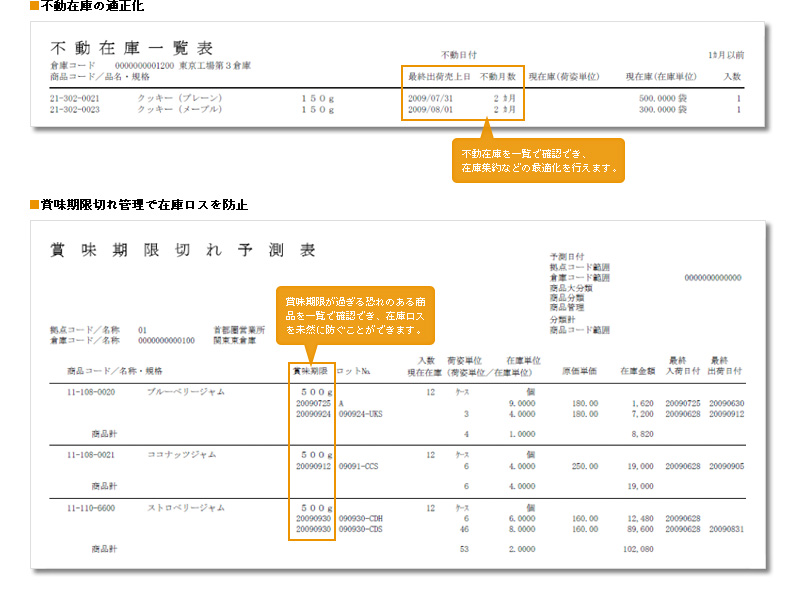 ■不動在庫の適正化
不動在庫一覧表
不動日付 1ｶ月以前
倉庫コード 000000001200 東京工場第３倉庫
商品コード／品名・規格 最終出荷売上日 不動月数 現在庫(荷姿単位) 現在庫(在庫単位) 入数
21-302-0021 クッキー（プレーン） １５０ｇ 2009/07/31 2 ｶ月 500.0000 袋 1
21-302-0023 クッキー（メープル） １５０ｇ 2009/08/01 2 ｶ月 300.0000 袋 1
不動在庫を一覧で確認でき、
在庫集約などの最適化を行えます。
■賞味期限切れ管理で在庫ロスを防止
賞味期限切れ予測表
予測日付
拠点コード範囲
倉庫コード範囲 0000000000000
商品大分類
商品分類
商品管理
分類計
商品コード範囲
賞味期限が過ぎる恐れのある商
品を一覧で確認でき、在庫ロス
を未然に防ぐことができます。
拠点コード／名称 01 首都圏営業所
倉庫コード／名称 0000000000100 関東東倉庫
入数 荷姿単位 在庫単位 最終 最終
商品コード／名称・規格 賞味期限 ロット№ 現在在庫（荷姿単位／在庫単位） 原価単価 在庫金額 入荷日付 出荷日付
11-108-0020 ブルーベリージャム ５００ｇ 12 ｹｰｽ 個
20090725 A 9.0000 180.00 1,620 20090725 20090630
20090924 090924-UKS 3 4.0000 180.00 7,200 20090628 20090912
商品計 4 1.0000 8,820
11-108-0021 ココナッツジャム ５００ｇ 12 ｹｰｽ 個
20090912 09091-CCS 6 4.0000 250.00 19,000 20090628 20090905
商品計 6 4.0000 19,000
11-110-6600 ストロベリージャム ５００ｇ 12 ｹｰｽ 個
20090930 090930-CDH 6 6.0000 160.00 12,480 20090628
20090930 090930-CDS 46 8.0000 160.00 89,600 20090628 20090831
商品計 53 2.0000 102,080